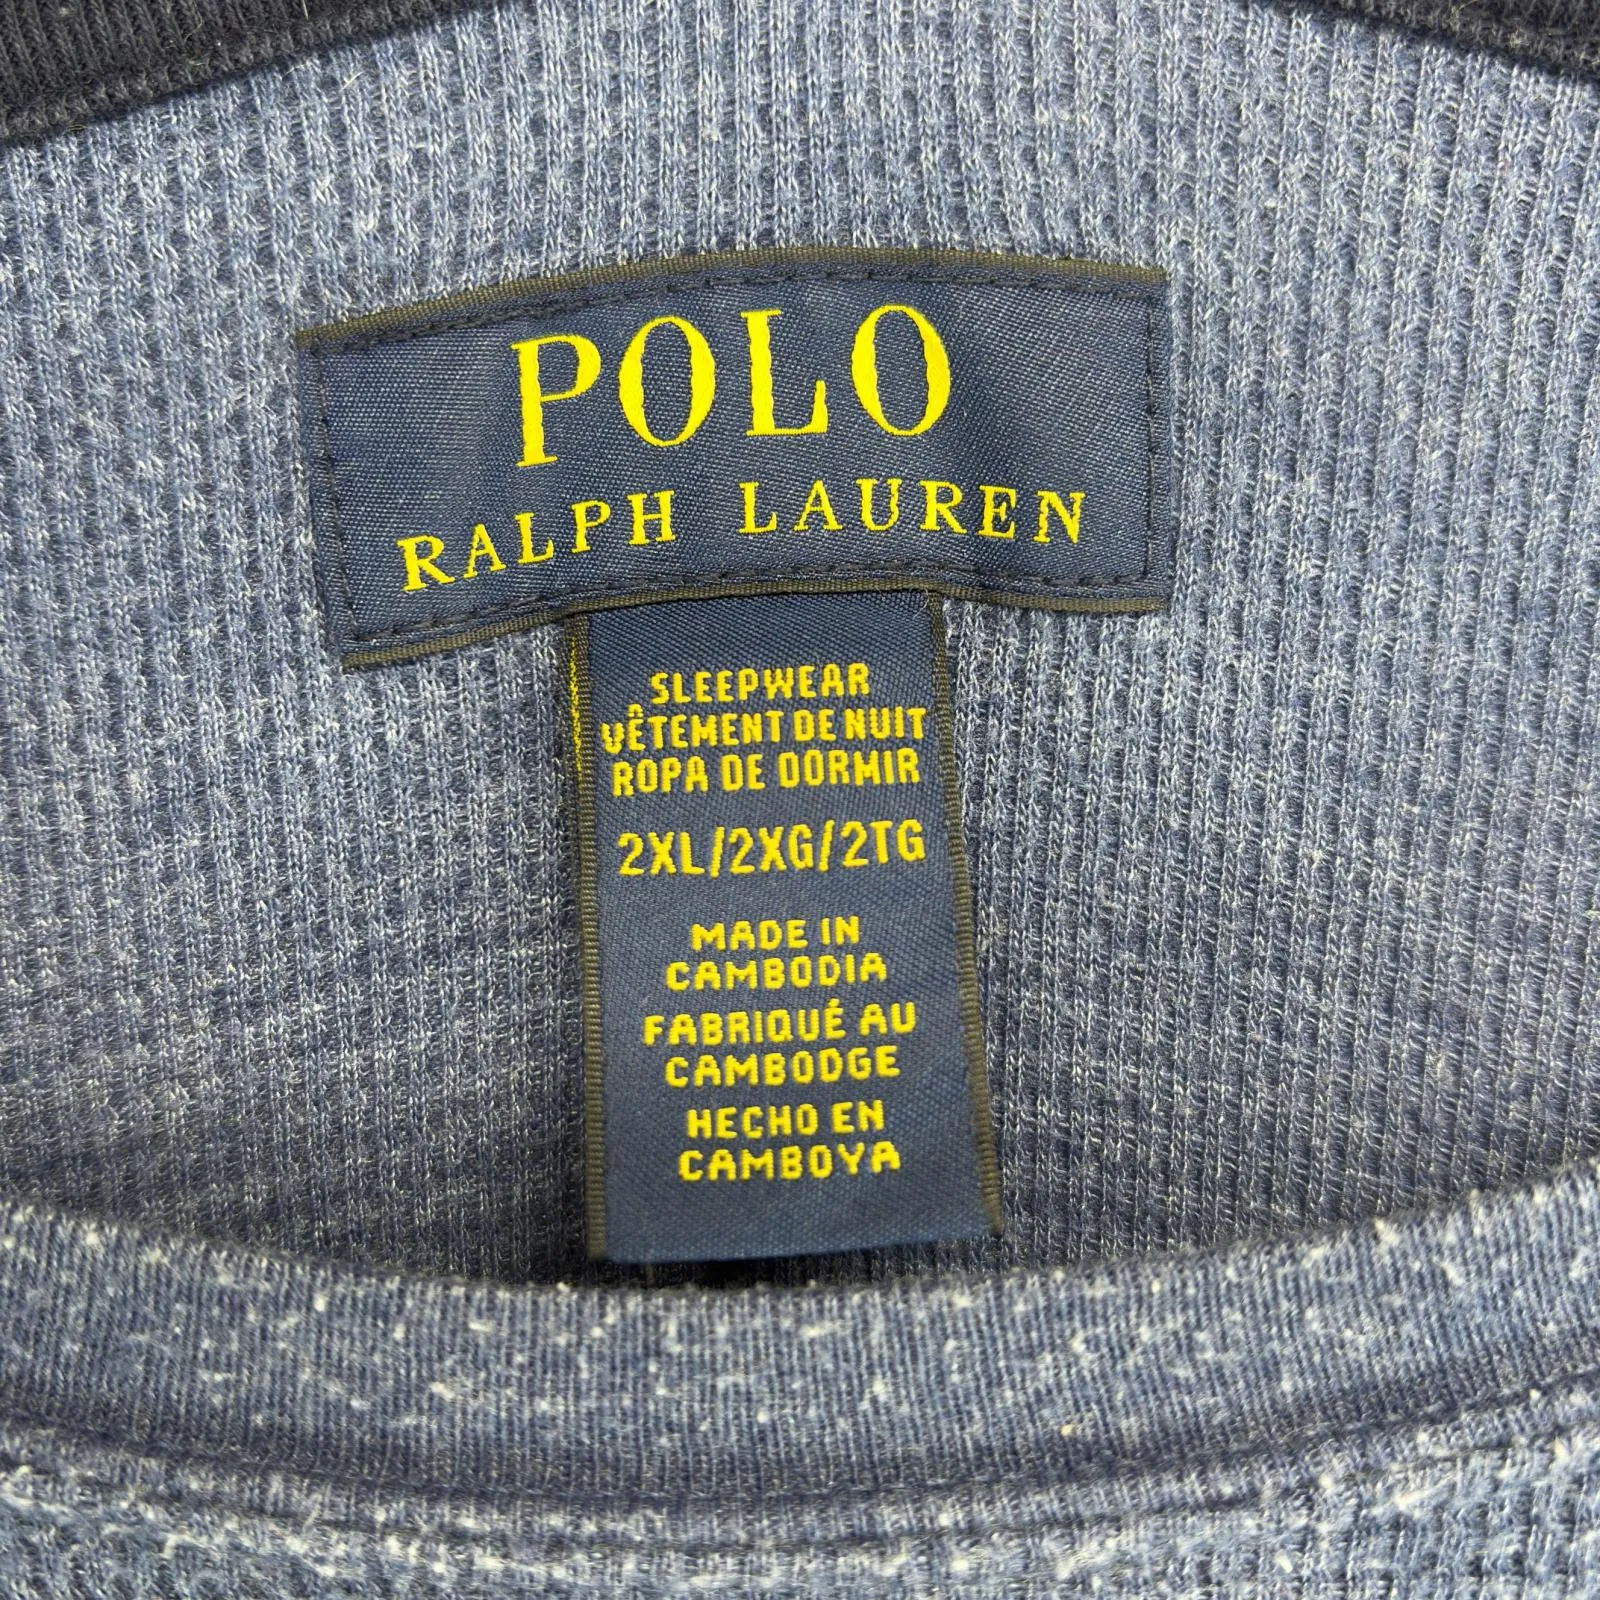 POLO
RALPH LAUREN
SLEEPWEAR
VÊTEMENT DE NUIT
ROPA DE DORMIR
2XL/2XG/2TG
MADE IN
CAMBODIA
FABRIQUÉ AU
CAMBODGE
HECHO EN
CAMBOYA